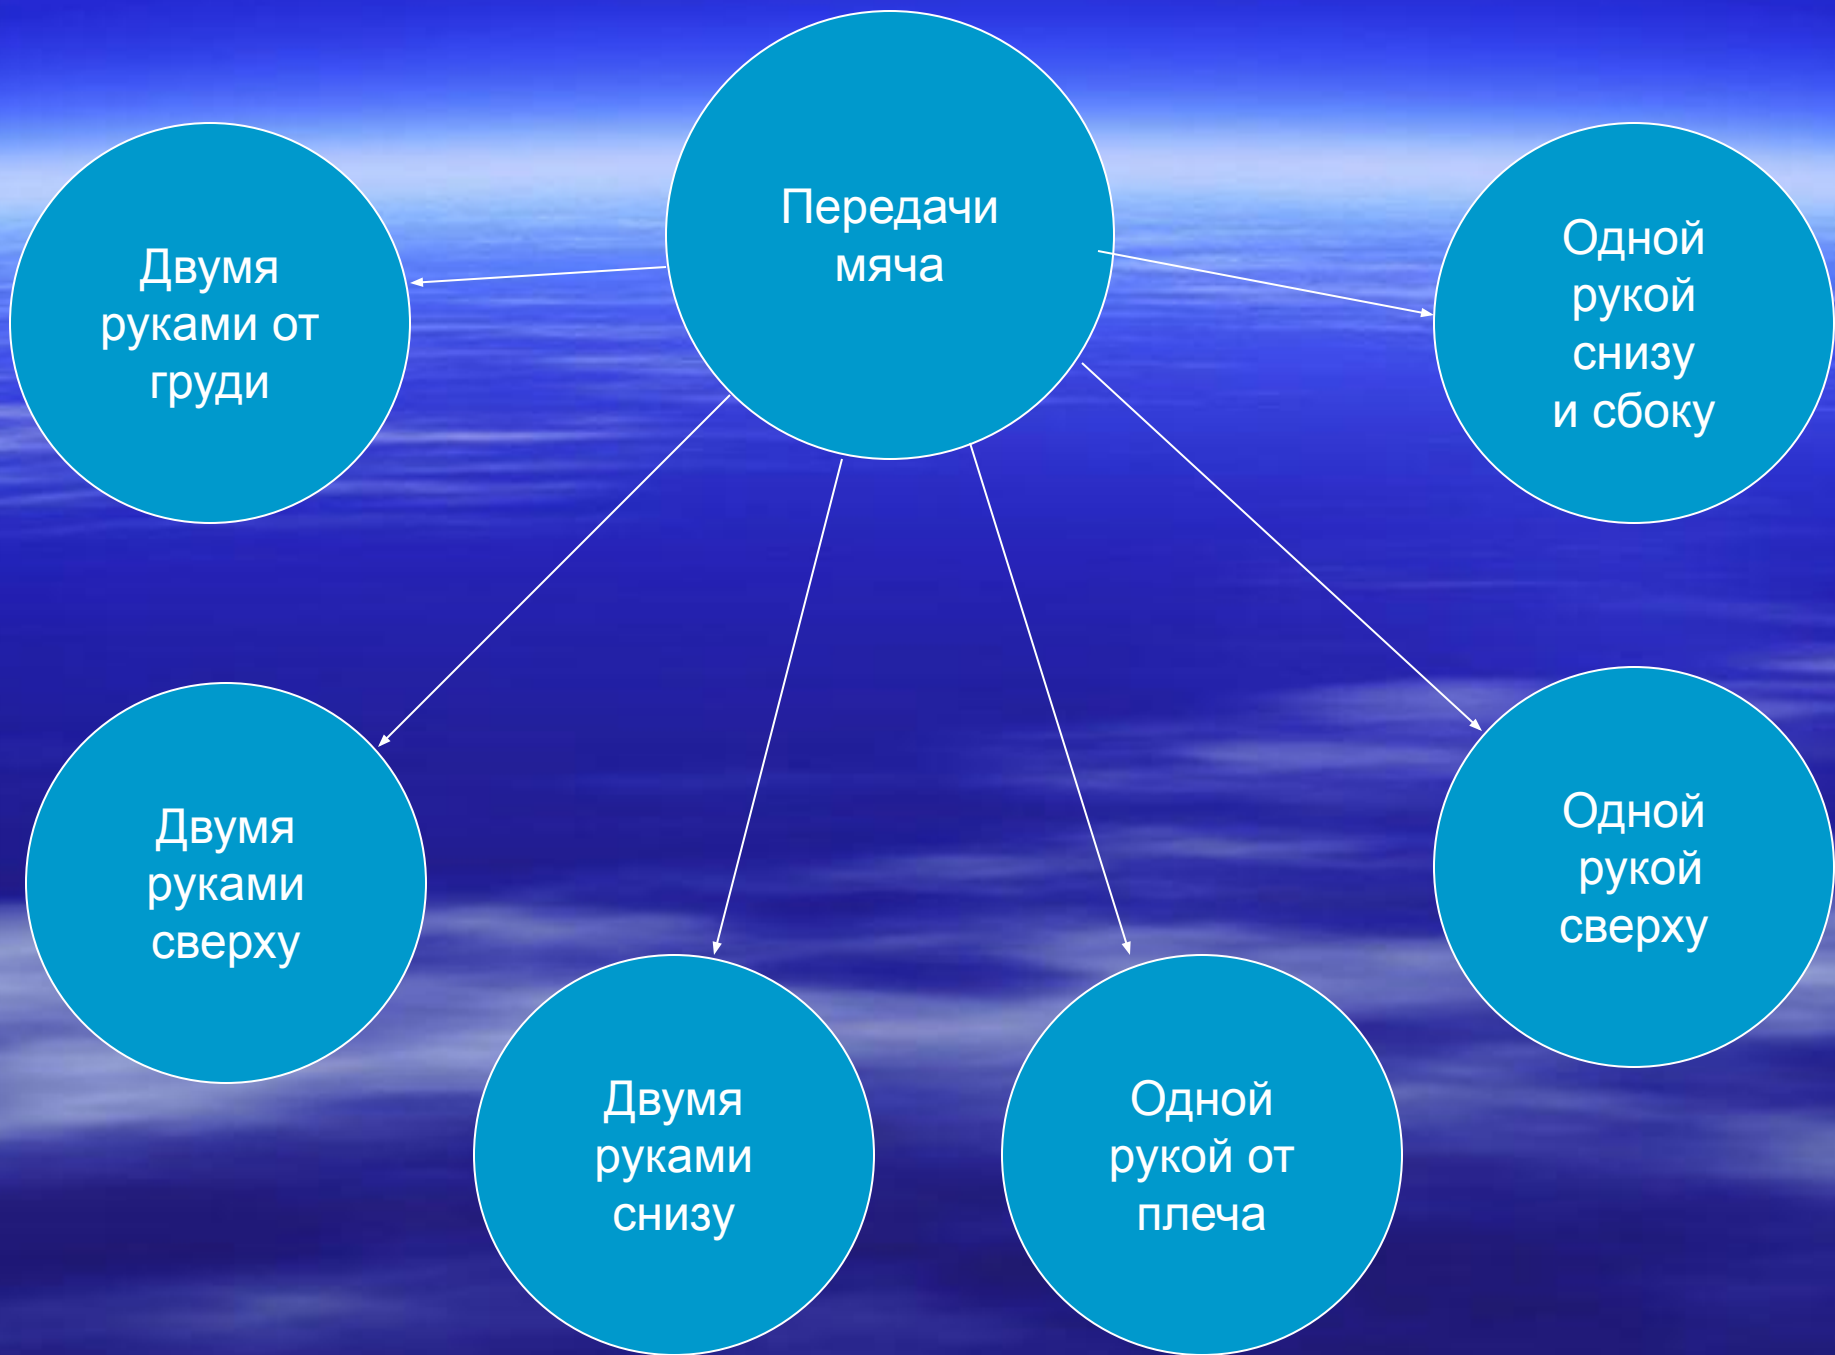 Передачи
мяча
Двумя
руками от
груди
Двумя
руками
сверху
Двумя
руками
снизу
Одной
рукой от
плеча
Одной
рукой
сверху
Одной
рукой
снизу
и сбоку